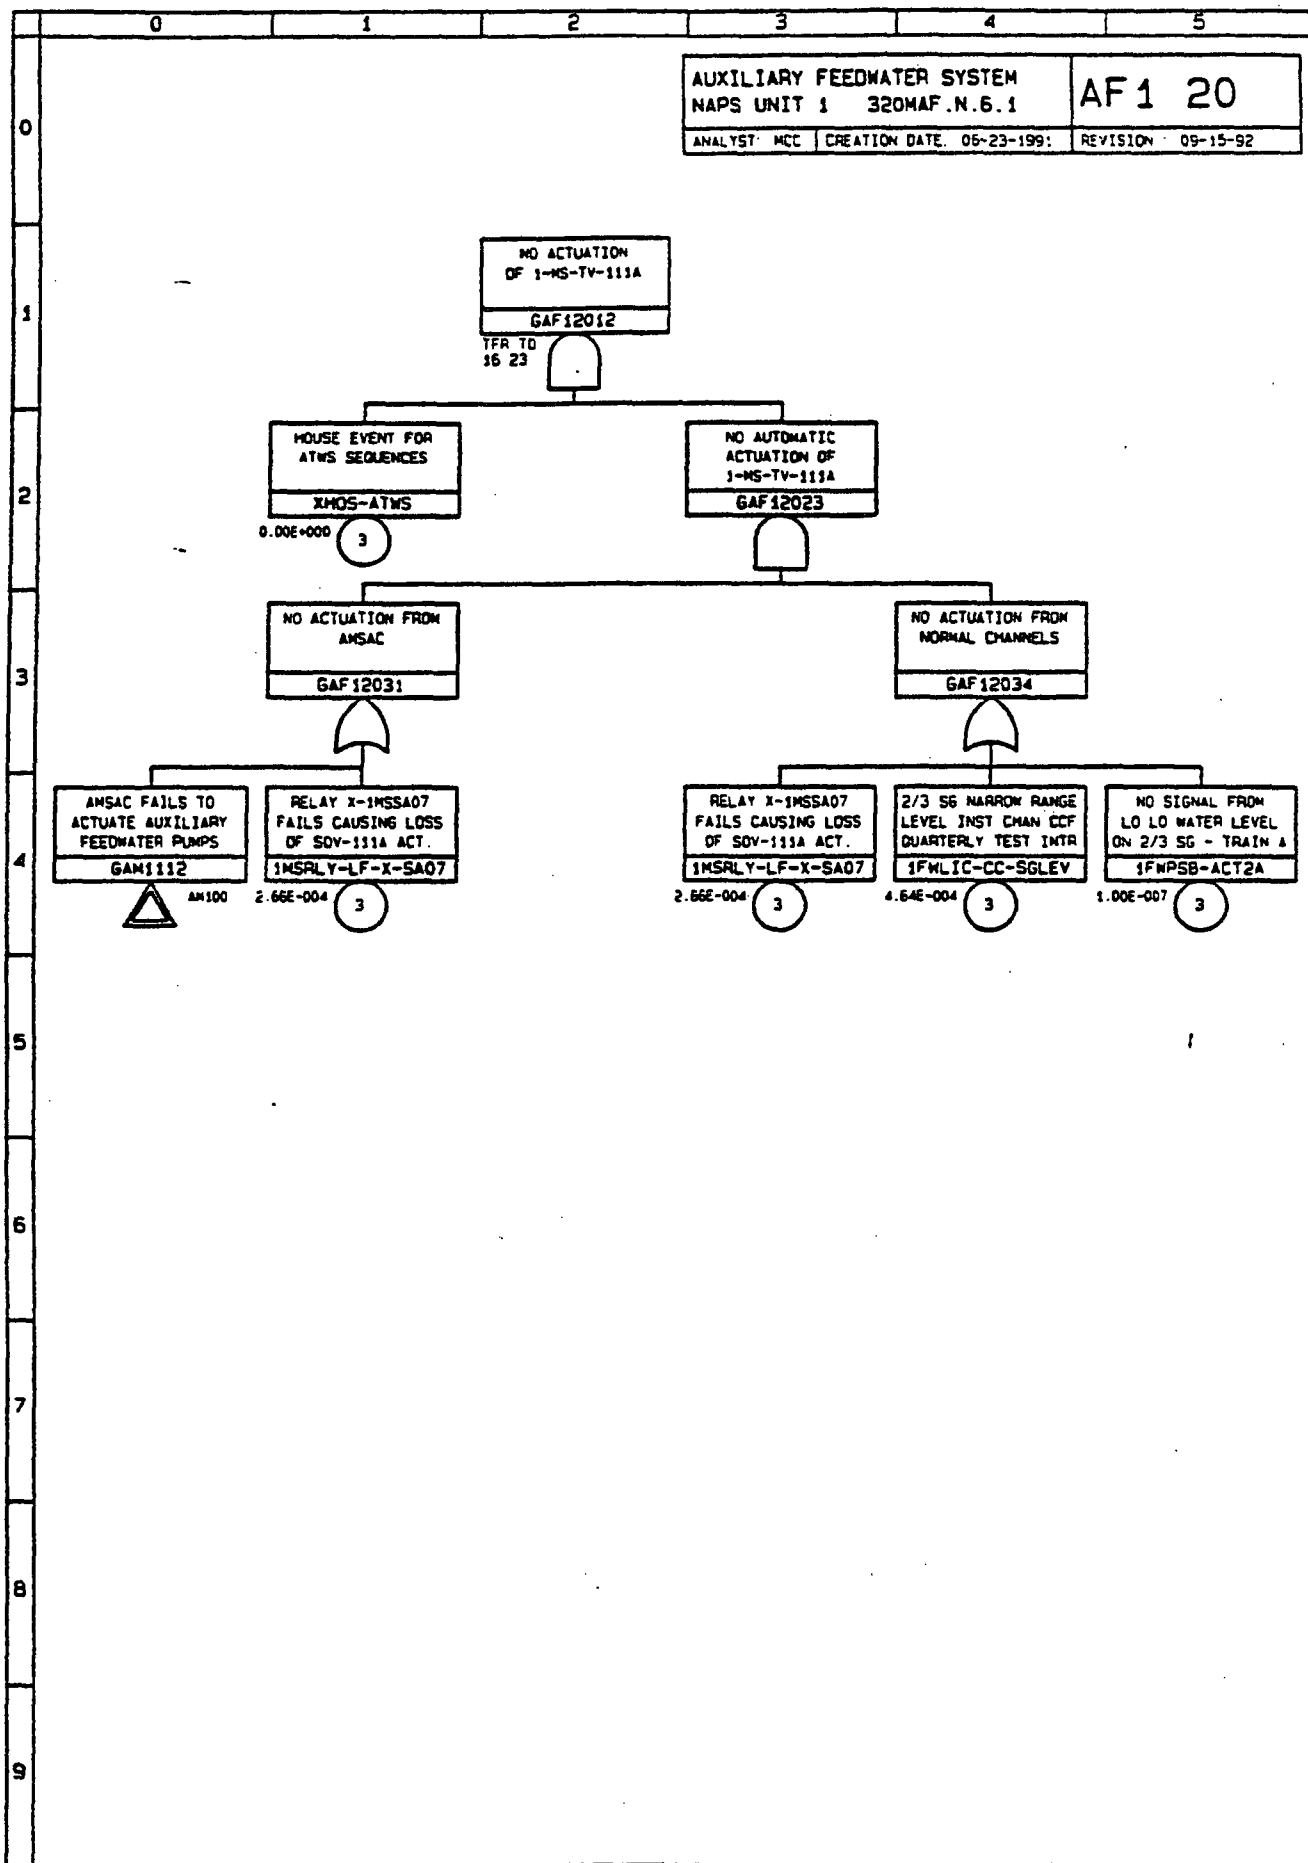 0 1 2 3 4 5
AUXILIARY FEEDWATER SYSTEM
NAPS UNIT 1 320MAF.N.6.1
AF1 20
ANALYST: MCC CREATION DATE. 06-23-1991 REVISION 09-15-92
0
NO ACTUATION
OF 1-MS-TV-111A
GAF12012
TFR TO
16 23
1
HOUSE EVENT FOR
ATWS SEQUENCES
XHOS-ATWS
0.00E+000 3
NO AUTOMATIC
ACTUATION OF
1-MS-TV-111A
GAF12023
2
NO ACTUATION FROM
AMSAC
GAF12031
NO ACTUATION FROM
NORMAL CHANNELS
GAF12034
3
AMSAC FAILS TO
ACTUATE AUXILIARY
FEEDWATER PUMPS
GAM1112
AM100
RELAY X-1MSSA07
FAILS CAUSING LOSS
OF SOV-111A ACT.
1MSRLY-LF-X-SA07
2.66E-004 3
RELAY X-1MSSA07
FAILS CAUSING LOSS
OF SOV-111A ACT.
1MSRLY-LF-X-SA07
2.66E-004 3
2/3 SG NARROW RANGE
LEVEL INST CHAN CCF
QUARTERLY TEST INTR
1FWLIC-CC-SGLEV
4.64E-004 3
NO SIGNAL FROM
LO LO WATER LEVEL
ON 2/3 SG - TRAIN A
1FWPSB-ACT2A
1.00E-007 3
4
5
6
7
8
9